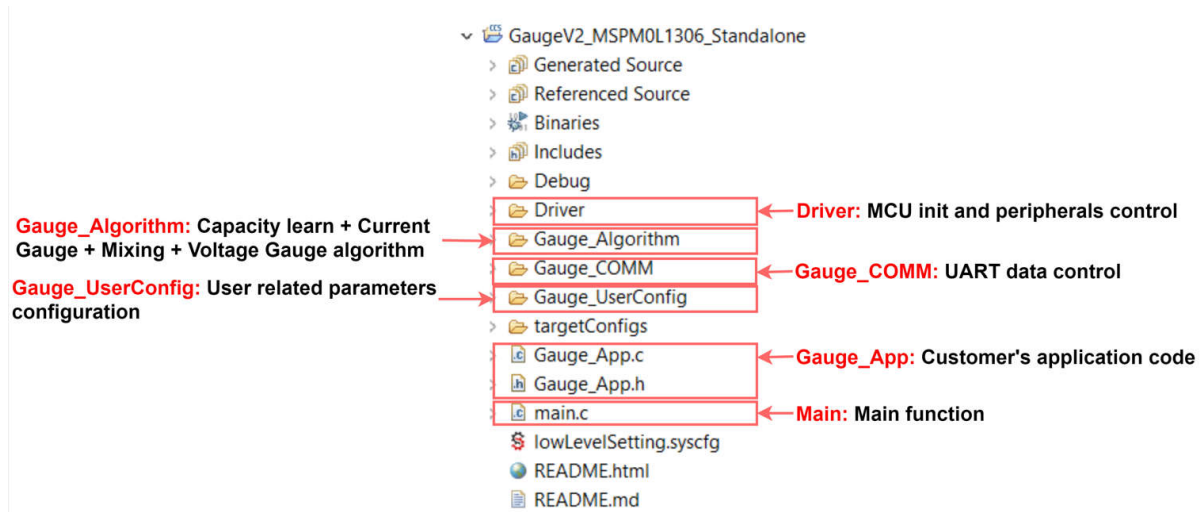 GaugeV2_MSPM0L1306_Standalone
Generated Source
Referenced Source
Binaries
Includes
Debug
Driver
Driver: MCU init and peripherals control
Gauge_Algorithm: Capacity learn + Current
Gauge + Mixing + Voltage Gauge algorithm
Gauge_Algorithm
Gauge_COMM
Gauge_COMM: UART data control
Gauge_UserConfig: User related parameters
configuration
Gauge_UserConfig
targetConfigs
Gauge_App.c
Gauge_App: Customer's application code
Gauge_App.h
main.c
Main: Main function
lowLevelSetting.syscfg
README.html
README.md